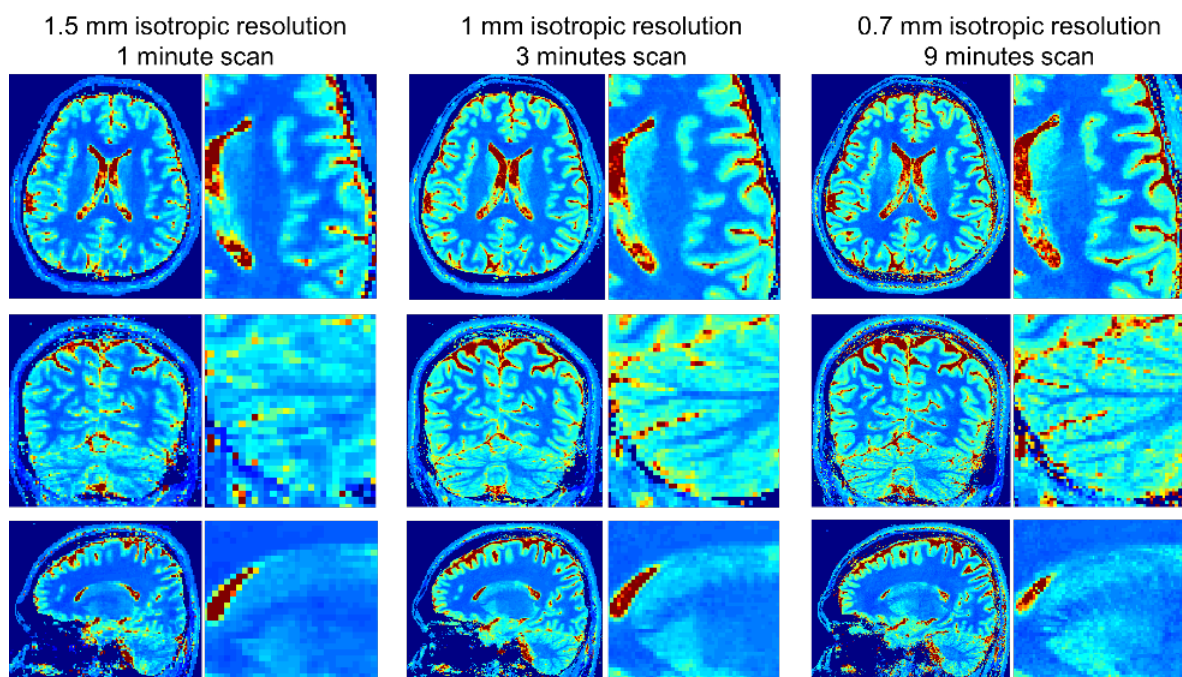 1.5 mm isotropic resolution
1 minute scan
1 mm isotropic resolution
3 minutes scan
0.7 mm isotropic resolution
9 minutes scan